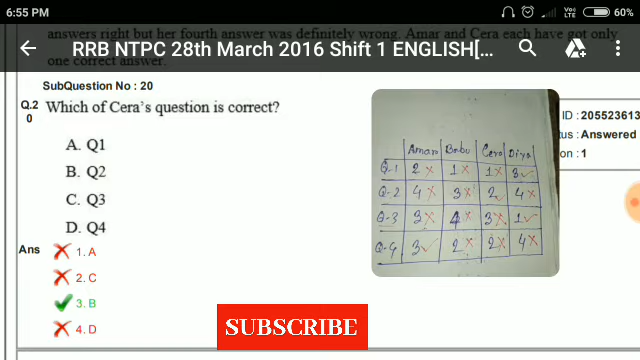 6:55 PM VoLTE 60%
answers right but her fourth answer was definitely wrong. Amar and Cera each have got only
RRB NTPC 28th March 2016 Shift 1 ENGLISH[...
one correct answer.
SubQuestion No : 20
Q.20 Which of Cera's question is correct?
ID : 205523613
tus : Answered
on : 1
A. Q1
B. Q2
C. Q3
D. Q4
Ans 1. A
2. C
3. B
4. D
Amar Babu Cera Diya
Q-1 2 × 1 × 1 × 3 ✓
Q-2 4 × 3 × 2 ✓ 4 ×
Q-3 3 × 4 × 3 × 1 ✓
Q-4 3 ✓ 2 × 2 × 4 ×
SUBSCRIBE